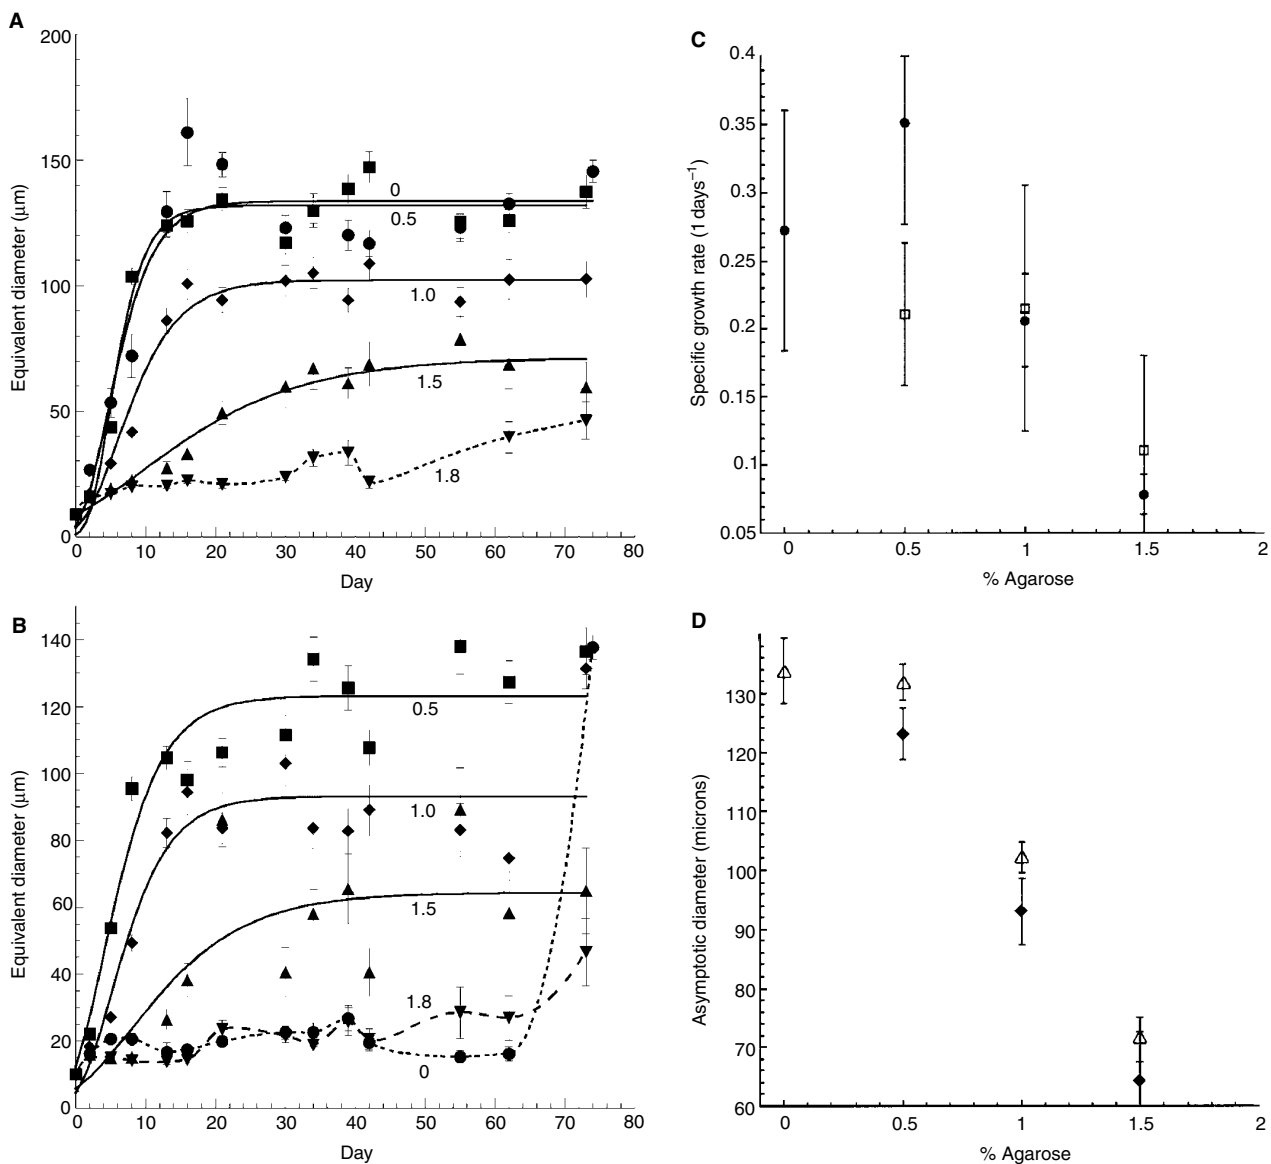 A
200
150
100
50
0
Equivalent diameter (μm)
0
0.5
1.0
1.5
1.8
0 10 20 30 40 50 60 70 80
Day
B
140
120
100
80
60
40
20
0
Equivalent diameter (μm)
0.5
1.0
1.5
1.8
0
0 10 20 30 40 50 60 70 80
Day
C
0.4
0.35
0.3
0.25
0.2
0.15
0.1
0.05
Specific growth rate (1 days⁻¹)
0 0.5 1 1.5 2
% Agarose
D
130
120
110
100
90
80
70
60
Asymptotic diameter (microns)
0 0.5 1 1.5 2
% Agarose